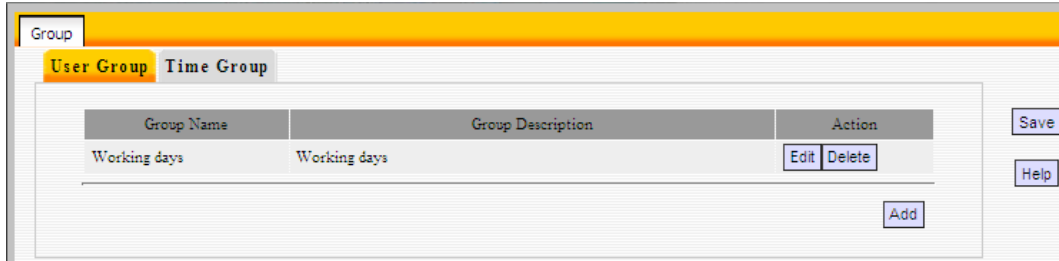 Group
User Group Time Group
Group Name Group Description Action Save
Working days Working days Edit Delete
Help
Add